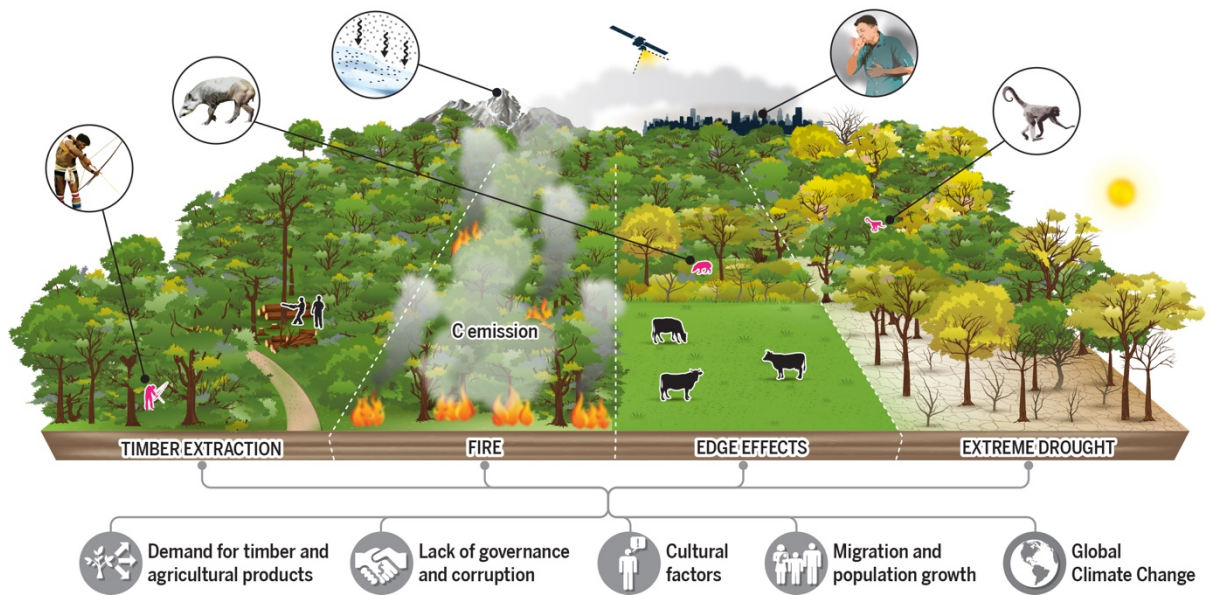 C emission
TIMBER EXTRACTION
FIRE
EDGE EFFECTS
EXTREME DROUGHT
Demand for timber and
agricultural products
Lack of governance
and corruption
Cultural
factors
Migration and
population growth
Global
Climate Change